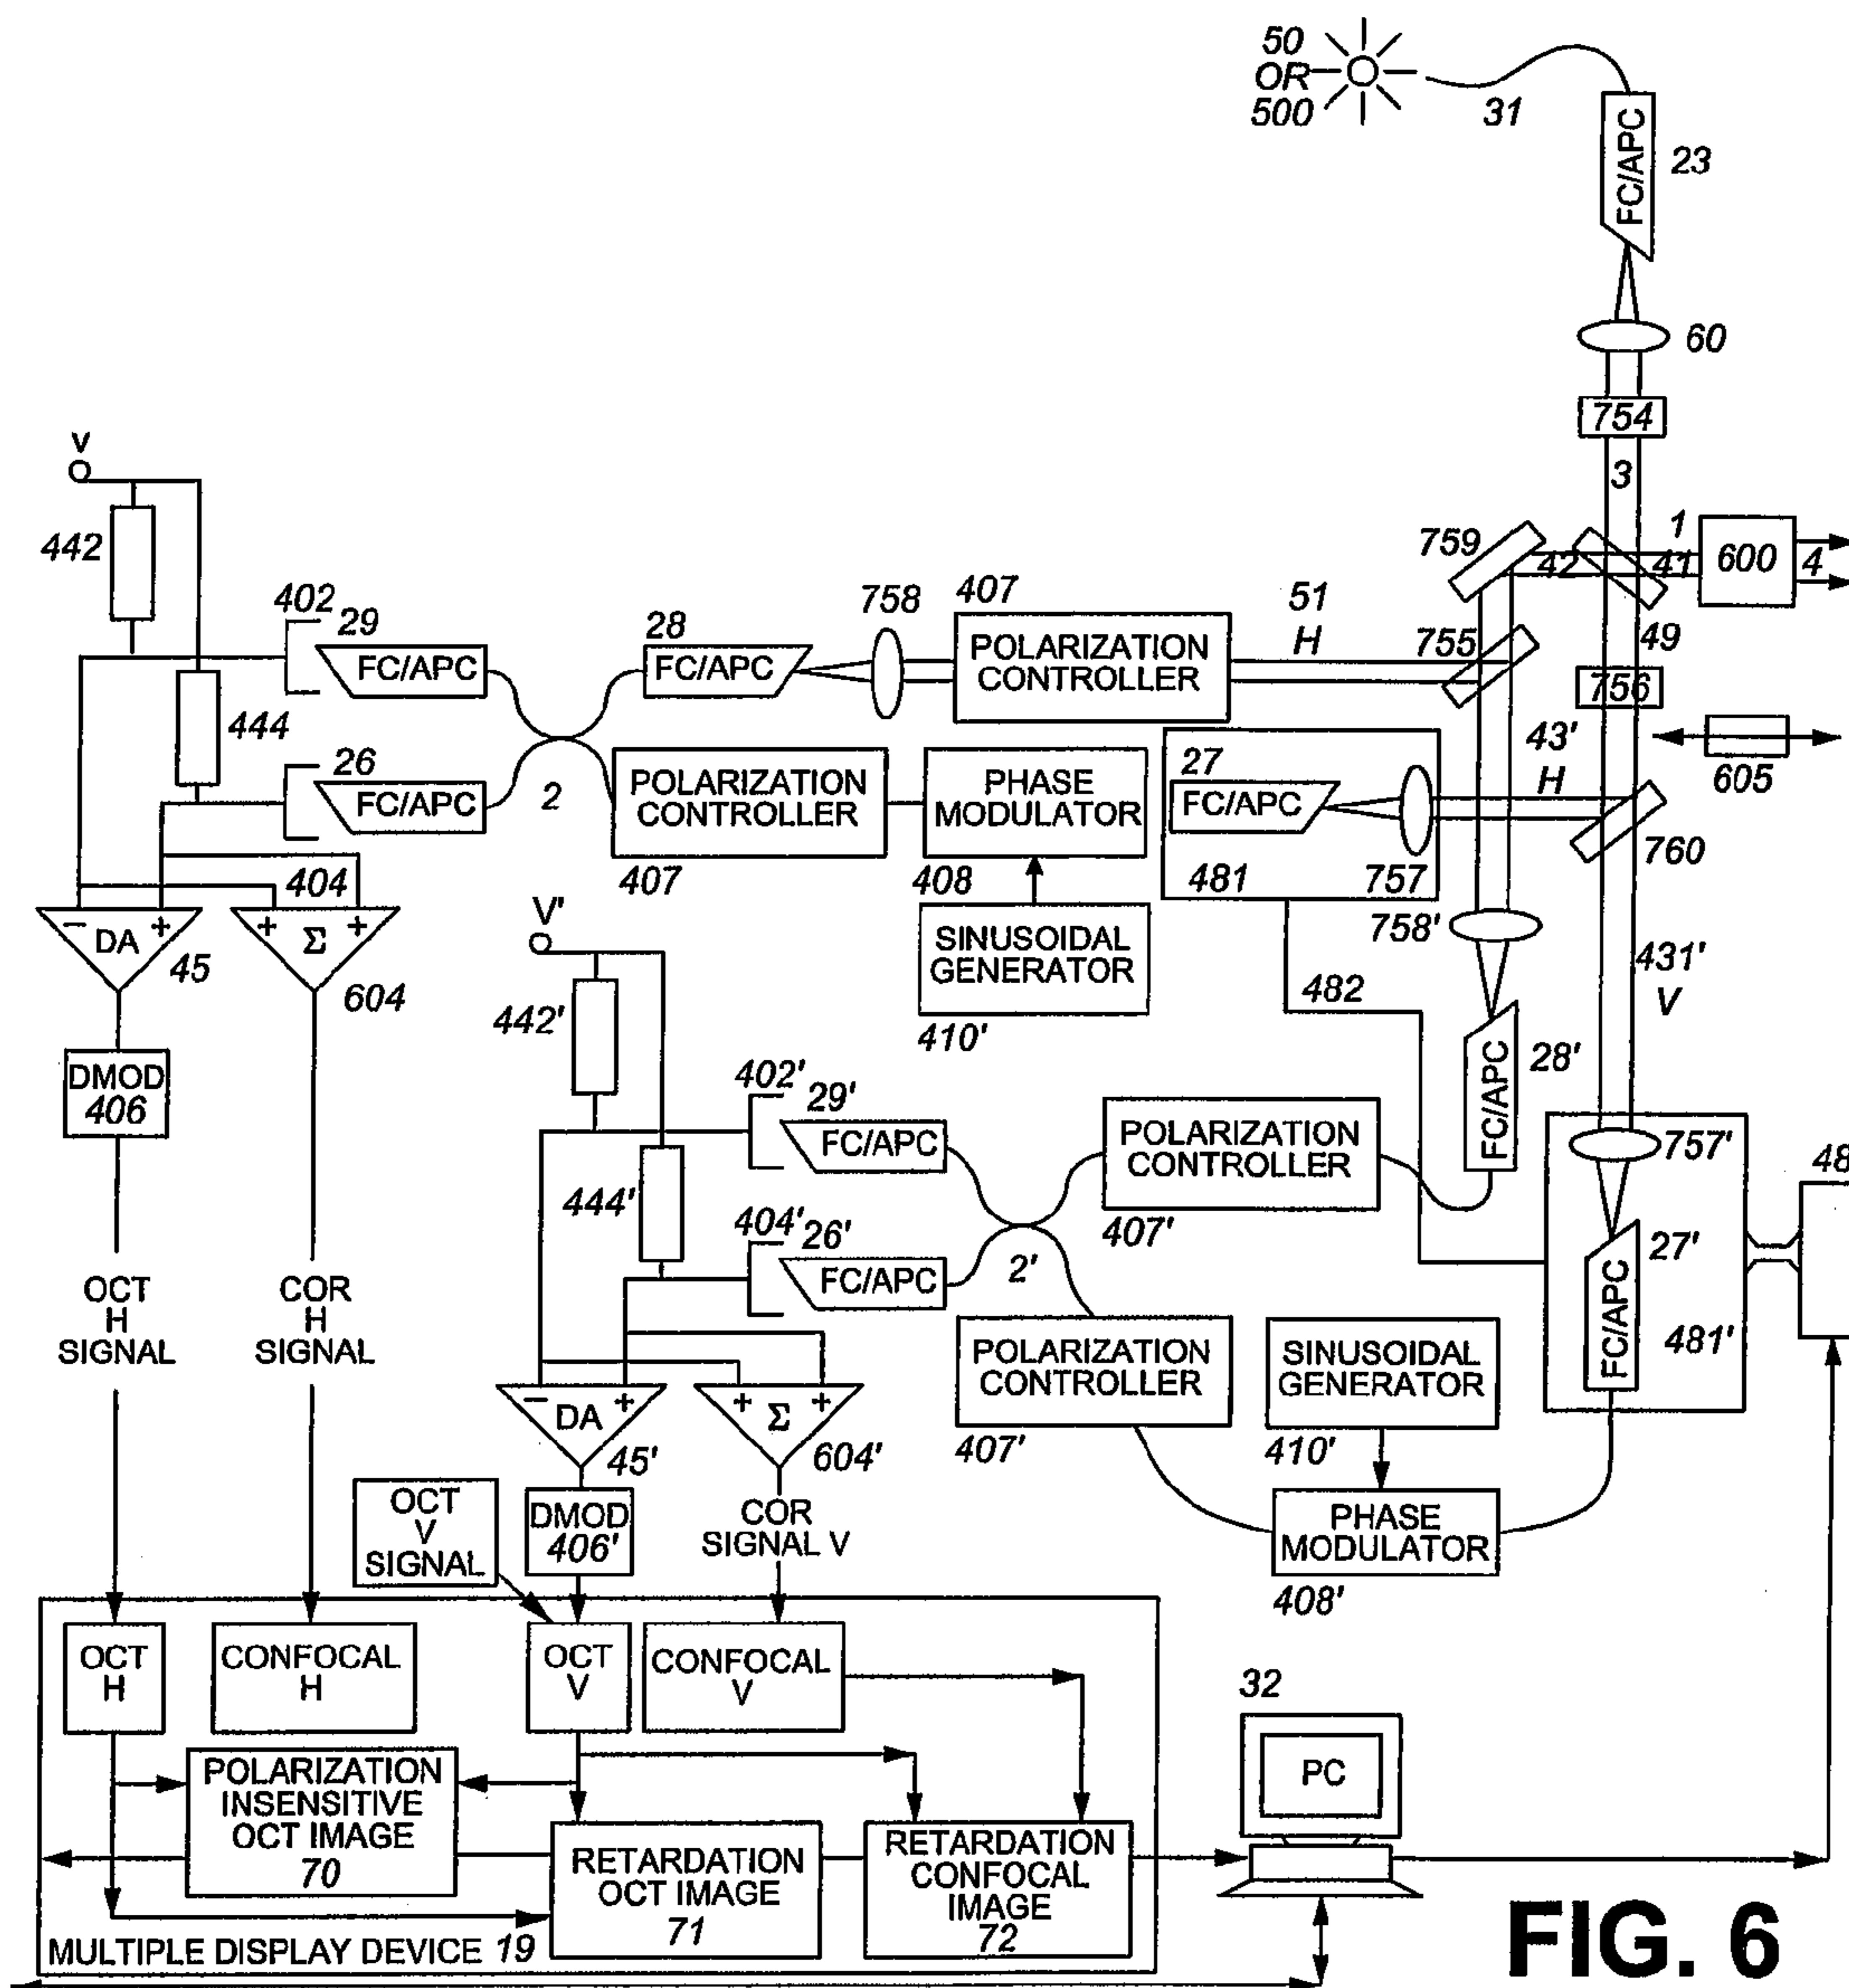 50
OR
500
31
FC/APC
23
60
754
3
V
442
444
402
29
FC/APC
28
FC/APC
758
407
POLARIZATION
CONTROLLER
51
H
759
755
42
41
1
600
4
49
756
605
26
FC/APC
2
POLARIZATION
CONTROLLER
407
PHASE
MODULATOR
408
SINUSOIDAL
GENERATOR
410'
27
FC/APC
481
757
43'
H
760
758'
482
431'
V
404
- DA +
45
+ Σ +
604
DMOD
406
OCT
H
SIGNAL
COR
H
SIGNAL
V'
442'
444'
402'
29'
FC/APC
404'
26'
FC/APC
2'
POLARIZATION
CONTROLLER
407'
FC/APC
28'
757'
FC/APC
27'
481'
48
POLARIZATION
CONTROLLER
407'
SINUSOIDAL
GENERATOR
410'
PHASE
MODULATOR
408'
- DA +
45'
+ Σ +
604'
OCT
V
SIGNAL
DMOD
406'
COR
SIGNAL V
OCT
H
CONFOCAL
H
OCT
V
CONFOCAL
V
POLARIZATION
INSENSITIVE
OCT IMAGE
70
RETARDATION
OCT IMAGE
71
RETARDATION
CONFOCAL
IMAGE
72
MULTIPLE DISPLAY DEVICE 19
32
PC
FIG. 6